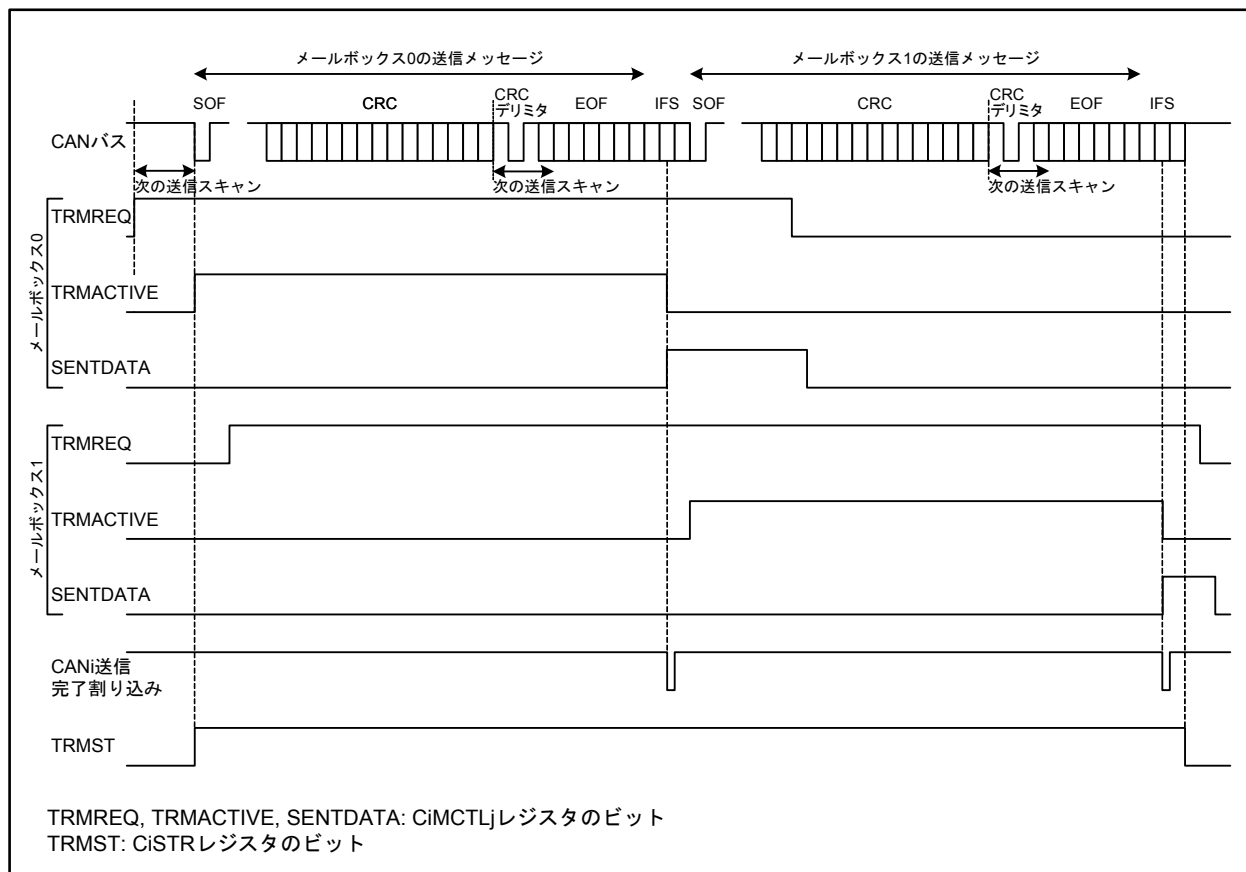 メールボックス0の送信メッセージ
メールボックス1の送信メッセージ
SOF
CRC
CRC
デリミタ
EOF
IFS
SOF
CRC
CRC
デリミタ
EOF
IFS
CANバス
次の送信スキャン
次の送信スキャン
次の送信スキャン
メールボックス0
TRMREQ
TRMACTIVE
SENTDATA
メールボックス1
TRMREQ
TRMACTIVE
SENTDATA
CANi送信
完了割り込み
TRMST
TRMREQ, TRMACTIVE, SENTDATA: CiMCTLjレジスタのビット
TRMST: CiSTRレジスタのビット